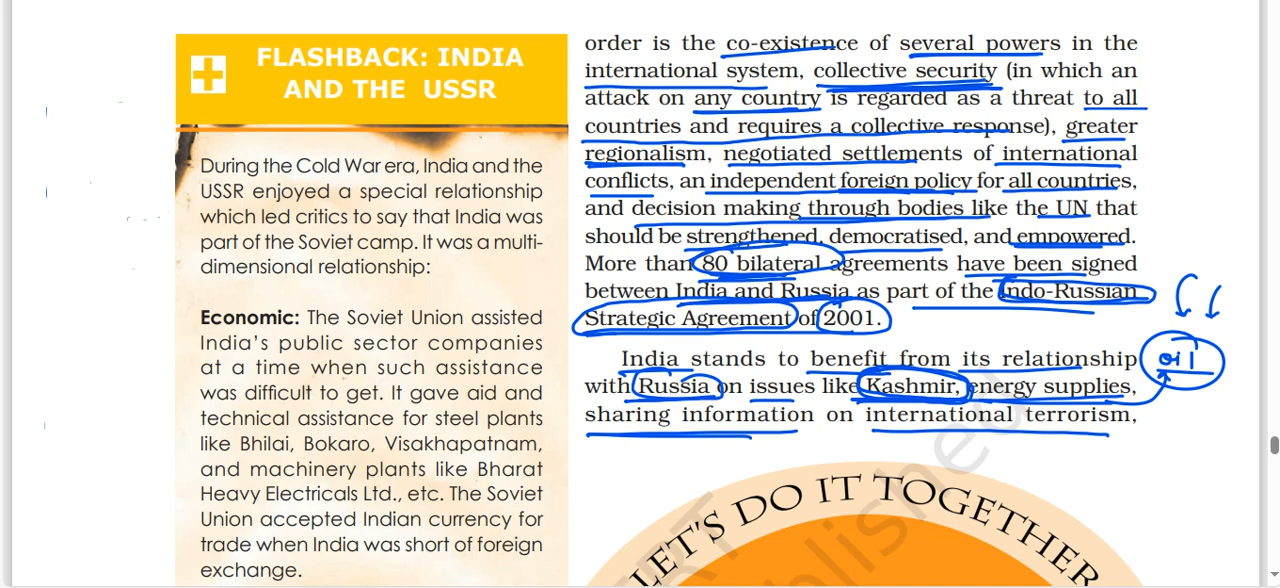 FLASHBACK: INDIA
AND THE USSR
During the Cold War era, India and the
USSR enjoyed a special relationship
which led critics to say that India was
part of the Soviet camp. It was a multi-
dimensional relationship:
Economic: The Soviet Union assisted
India's public sector companies
at a time when such assistance
was difficult to get. It gave aid and
technical assistance for steel plants
like Bhilai, Bokaro, Visakhapatnam,
and machinery plants like Bharat
Heavy Electricals Ltd., etc. The Soviet
Union accepted Indian currency for
trade when India was short of foreign
exchange.
order is the co-existence of several powers in the
international system, collective security (in which an
attack on any country is regarded as a threat to all
countries and requires a collective response), greater
regionalism, negotiated settlements of international
conflicts, an independent foreign policy for all countries,
and decision making through bodies like the UN that
should be strengthened, democratised, and empowered.
More than 80 bilateral agreements have been signed
between India and Russia as part of the Indo-Russian
Strategic Agreement of 2001.
India stands to benefit from its relationship
with Russia on issues like Kashmir, energy supplies,
sharing information on international terrorism,
oil
LET'S DO IT TOGETHER